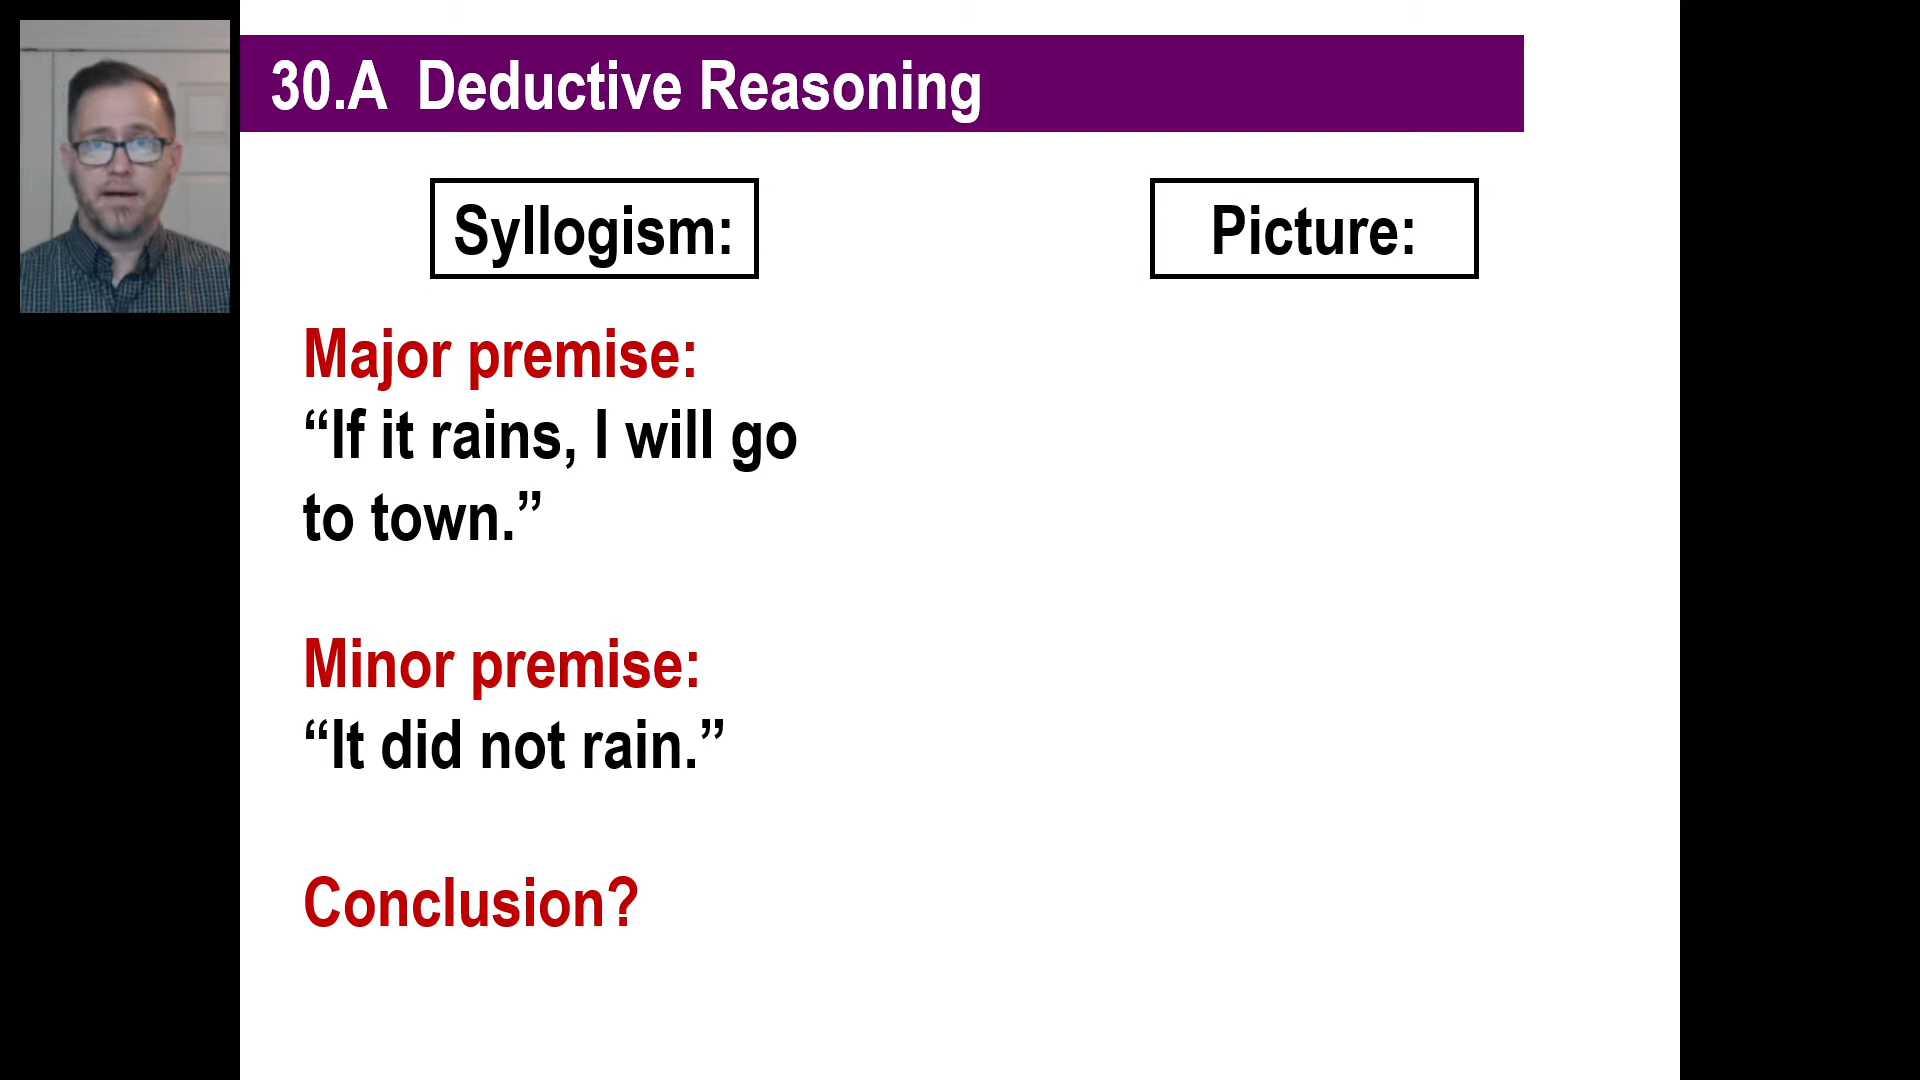 30.A  Deductive Reasoning
Syllogism:
Picture:
Major premise:
“If it rains, I will go
to town.”
Minor premise:
“It did not rain.”
Conclusion?